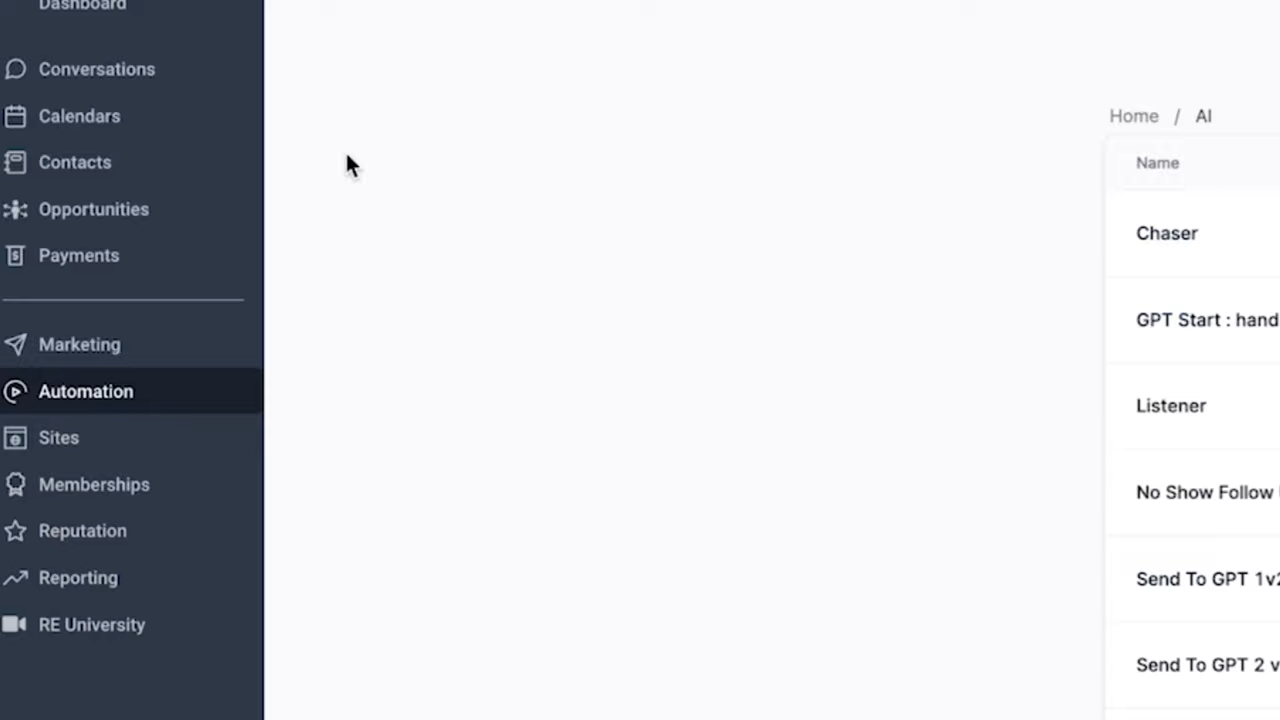 Dashboard
Conversations
Calendars
Contacts
Opportunities
Payments
Marketing
Automation
Sites
Memberships
Reputation
Reporting
RE University
Home / AI
Name
Chaser
GPT Start : hand
Listener
No Show Follow
Send To GPT 1v2
Send To GPT 2 v